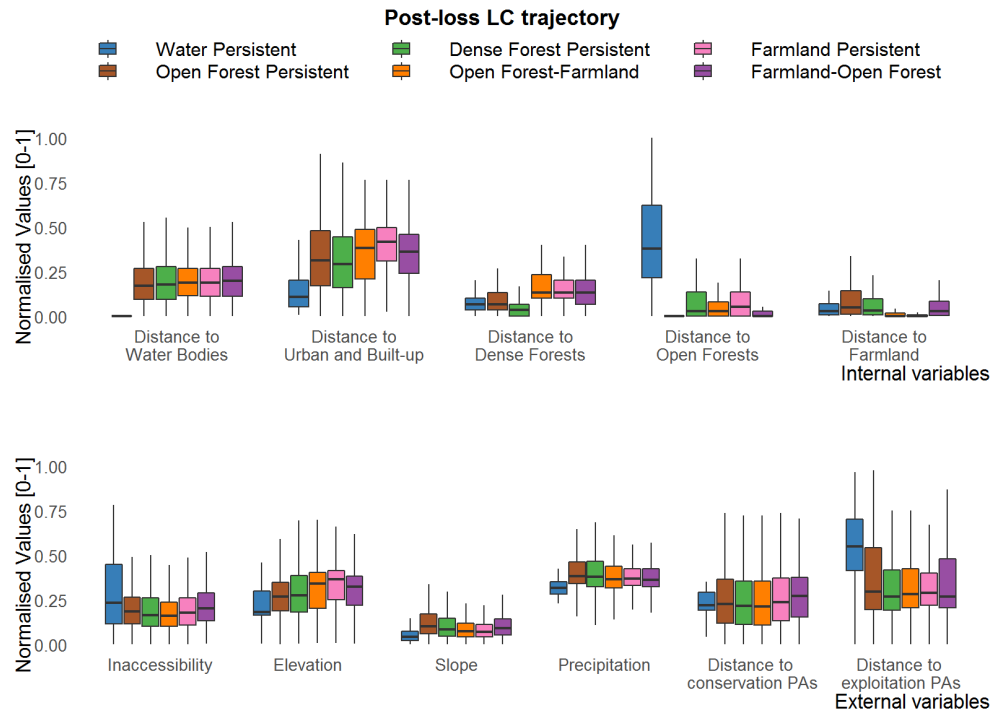 Post-loss LC trajectory
Water Persistent
Dense Forest Persistent
Farmland Persistent
Open Forest Persistent
Open Forest-Farmland
Farmland-Open Forest
Normalised Values [0-1]
1.00
0.75
0.50
0.25
0.00
Distance to
Water Bodies
Distance to
Urban and Built-up
Distance to
Dense Forests
Distance to
Open Forests
Distance to
Farmland
Internal variables
Normalised Values [0-1]
1.00
0.75
0.50
0.25
0.00
Inaccessibility
Elevation
Slope
Precipitation
Distance to
conservation PAs
Distance to
exploitation PAs
External variables